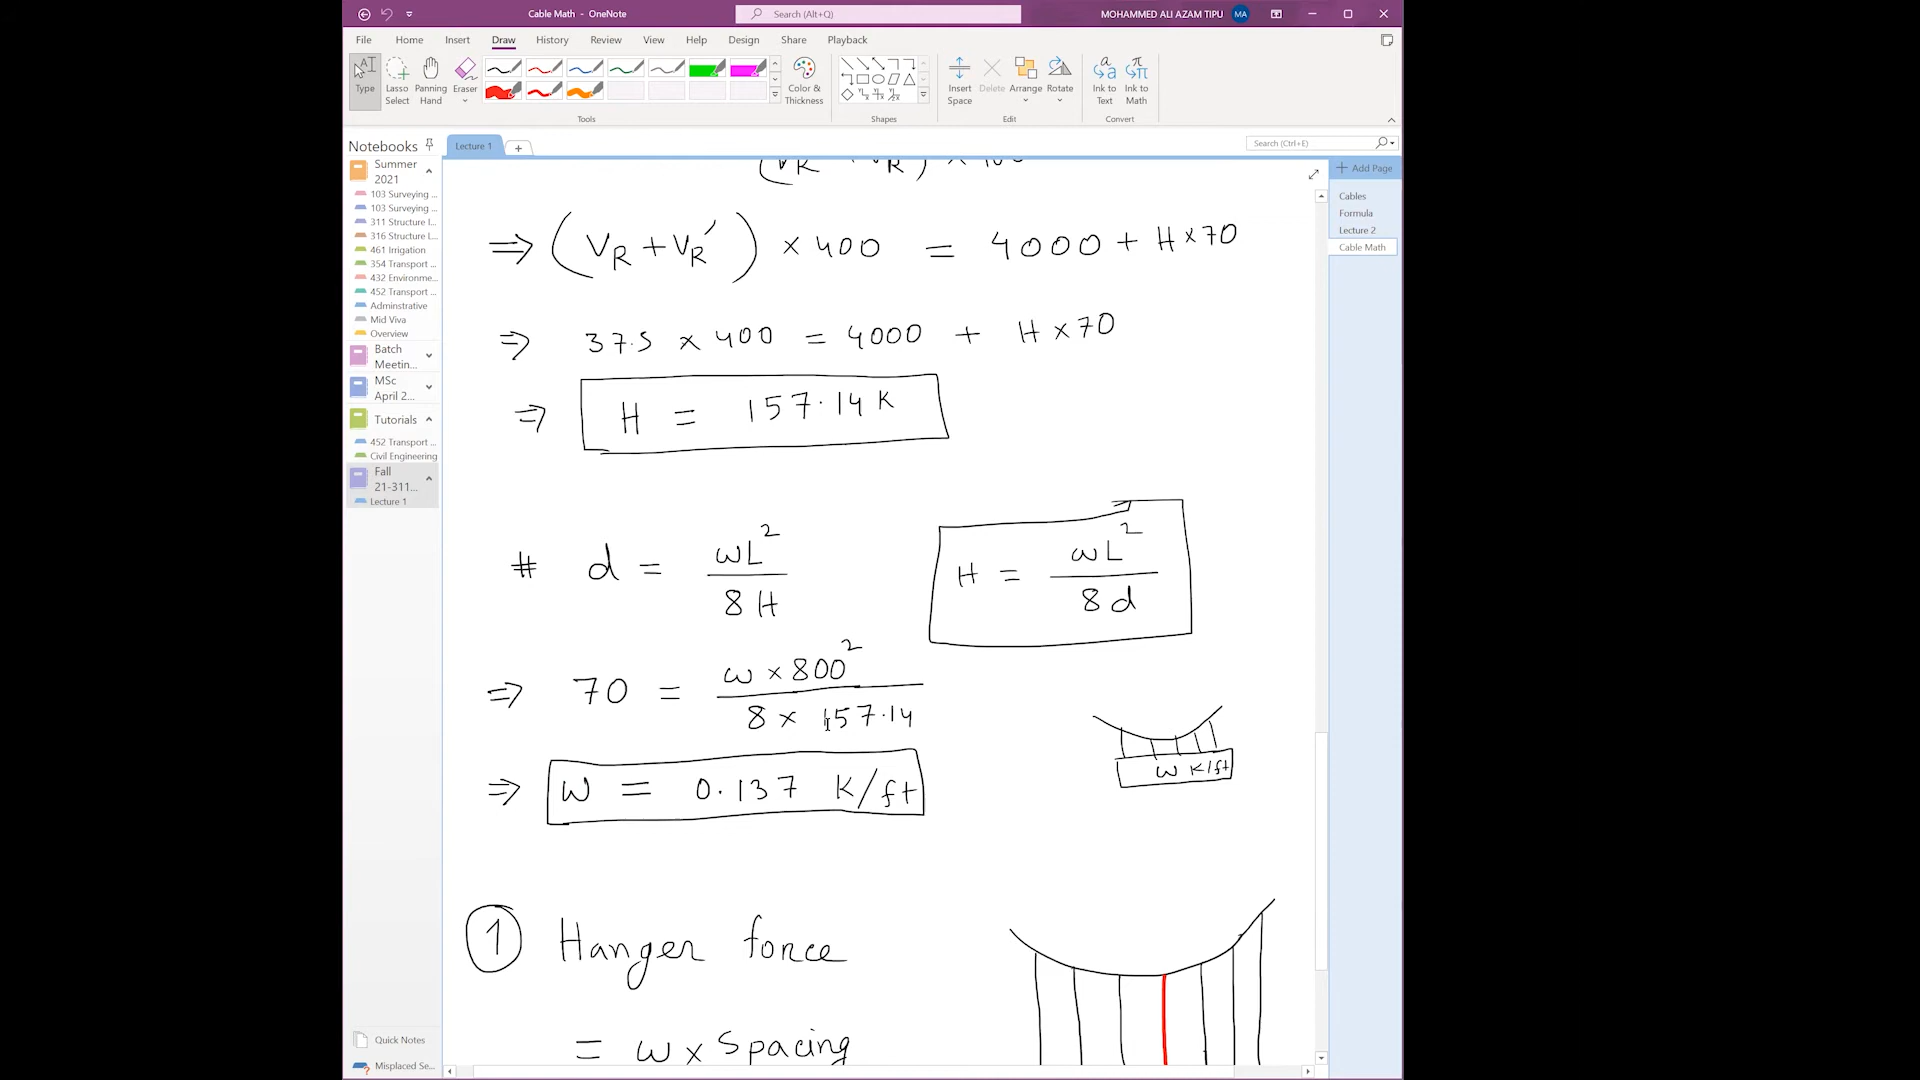 Cable Math - OneNote
Search (Alt+Q)
MOHAMMED ALI AZAM TIPU
MA
File Home Insert Draw History Review View Help Design Share Playback
Type
Lasso Select
Panning Hand
Eraser
Color & Thickness
Insert Space
Delete
Arrange
Rotate
Ink to Text
Ink to Math
Tools
Shapes
Edit
Convert
Notebooks
Lecture 1
Search (Ctrl+E)
Summer 2021
103 Surveying ...
103 Surveying ...
311 Structure I...
316 Structure L...
461 Irrigation
354 Transport ...
432 Environme...
452 Transport ...
Adminstrative
Mid Viva
Overview
Batch Meetin...
MSc April 2...
Tutorials
452 Transport ...
Civil Engineering
Fall 21-311...
Lecture 1
Quick Notes
Misplaced Se...
Add Page
Cables
Formula
Lecture 2
Cable Math
⇒ (VR + VR′) × 400 = 4000 + H × 70
⇒ 37.5 × 400 = 4000 + H × 70
⇒ H = 157.14 K
# d = ωL² / 8H
H = ωL² / 8d
⇒ 70 = ω × 800² / 8 × 157.14
ω K/ft
⇒ W = 0.137 K/ft
1 Hanger force
= ω × Spacing